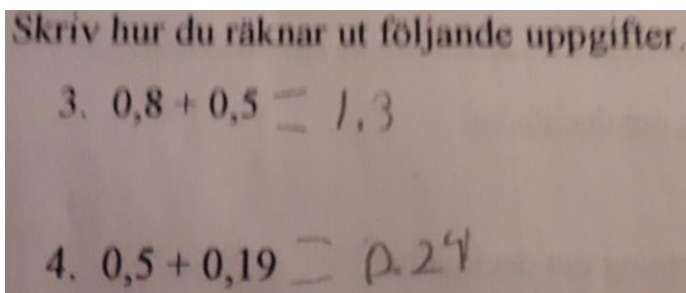 Skriv hur du räknar ut följande uppgifter.
3. 0,8 + 0,5 = 1.3
4. 0,5 + 0,19 = 0.24